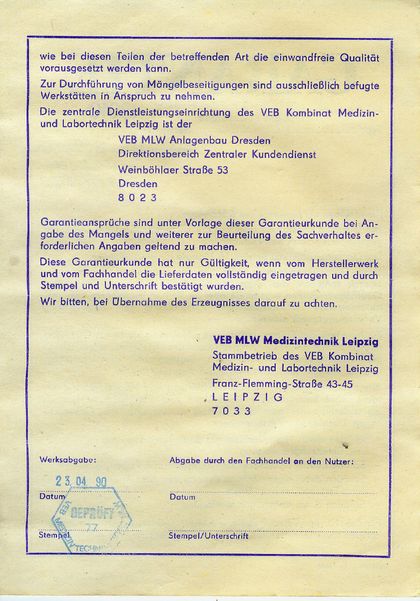 wie bei diesen Teilen der betreffenden Art die einwandfreie Qualität
vorausgesetzt werden kann.
Zur Durchführung von Mängelbeseitigungen sind ausschließlich befugte
Werkstätten in Anspruch zu nehmen.
Die zentrale Dienstleistungseinrichtung des VEB Kombinat Medizin-
und Labortechnik Leipzig ist der
VEB MLW Anlagenbau Dresden
Direktionsbereich Zentraler Kundendienst
Weinböhlaer Straße 53
Dresden
8023
Garantieansprüche sind unter Vorlage dieser Garantieurkunde bei An-
gabe des Mangels und weiterer zur Beurteilung des Sachverhaltes er-
forderlichen Angaben geltend zu machen.
Diese Garantieurkunde hat nur Gültigkeit, wenn vom Herstellerwerk
und vom Fachhandel die Lieferdaten vollständig eingetragen und durch
Stempel und Unterschrift bestätigt wurden.
Wir bitten, bei Übernahme des Erzeugnisses darauf zu achten.
VEB MLW Medizintechnik Leipzig
Stammbetrieb des VEB Kombinat
Medizin- und Labortechnik Leipzig
Franz-Flemming-Straße 43-45
LEIPZIG
7033
Werksabgabe: Abgabe durch den Fachhandel an den Nutzer:
23 04 90
Datum Datum
GEPRÜFT
77
VEB
Stempel Stempel/Unterschrift